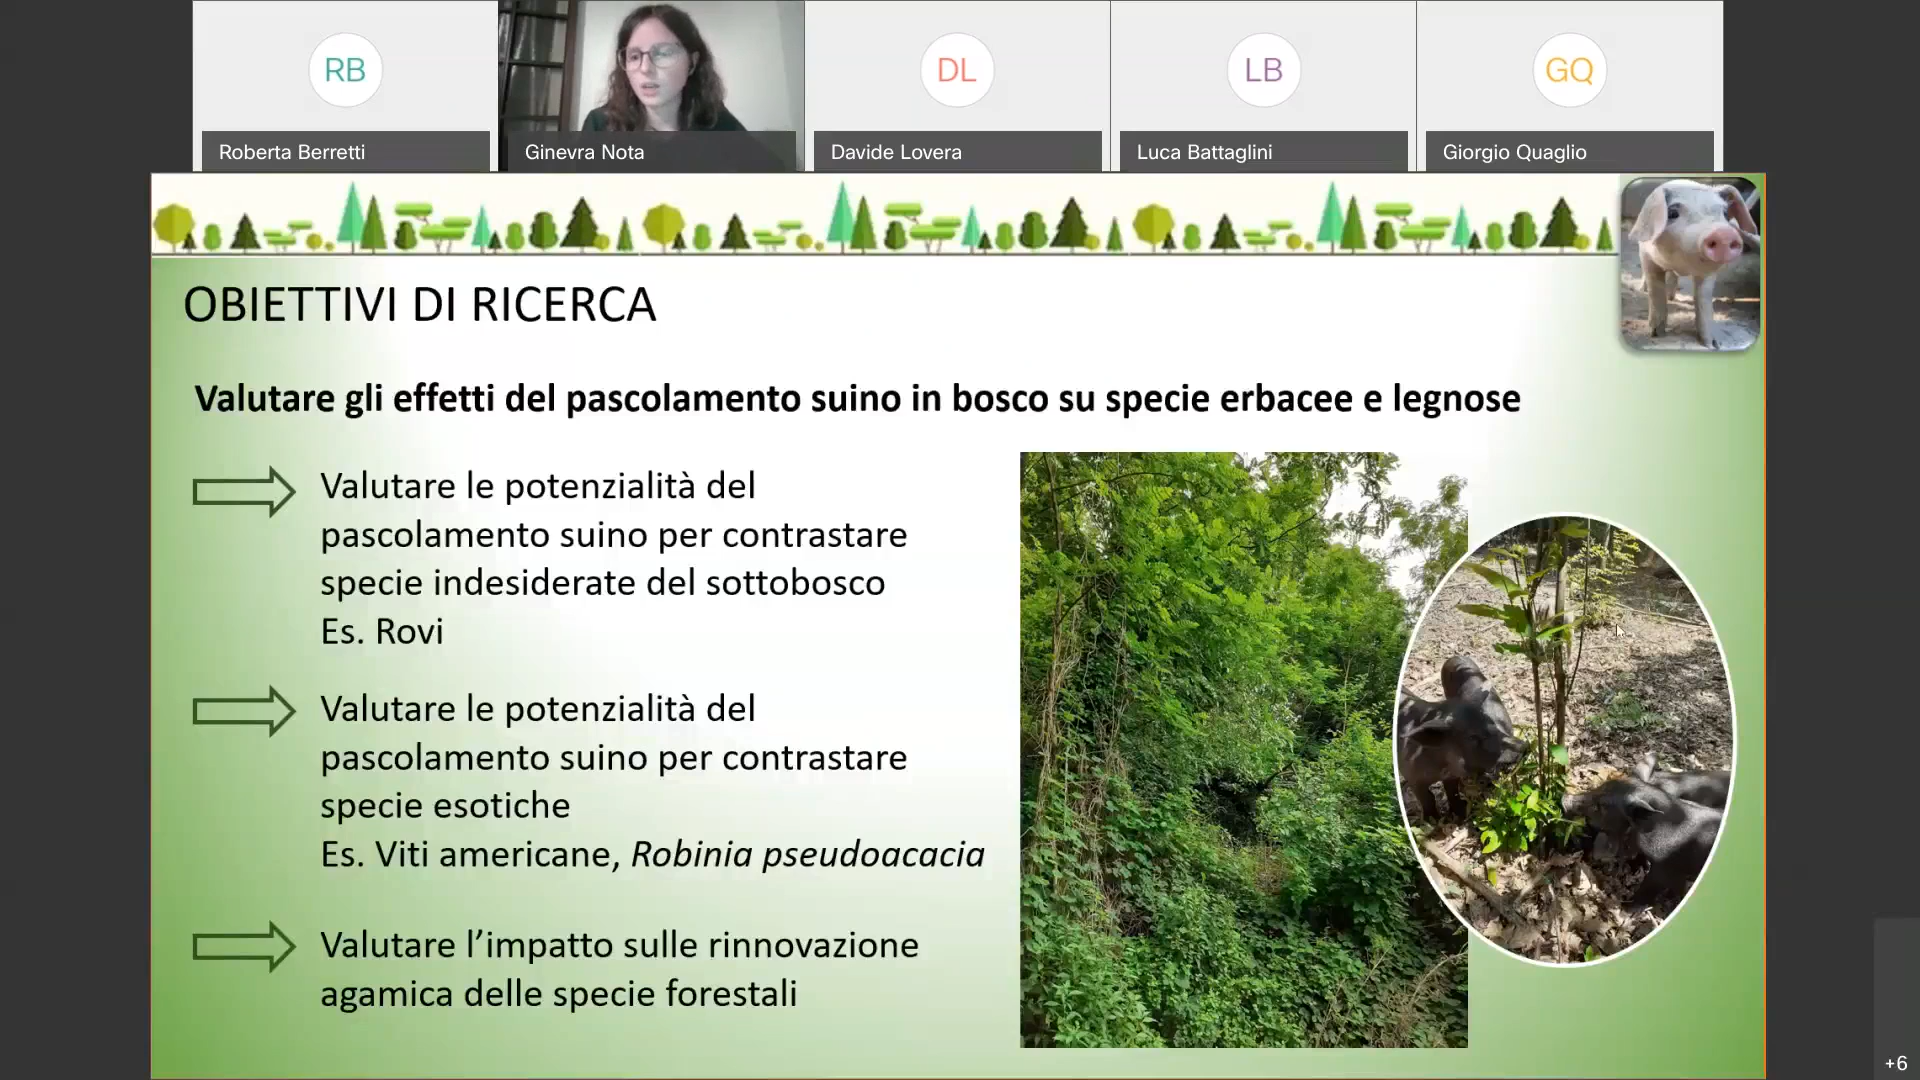 RB
DL
LB
GQ
Roberta Berretti
Ginevra Nota
Davide Lovera
Luca Battaglini
Giorgio Quaglio
OBIETTIVI DI RICERCA
Valutare gli effetti del pascolamento suino in bosco su specie erbacee e legnose
Valutare le potenzialità del
pascolamento suino per contrastare
specie indesiderate del sottobosco
Es. Rovi
Valutare le potenzialità del
pascolamento suino per contrastare
specie esotiche
Es. Viti americane, Robinia pseudoacacia
Valutare l’impatto sulle rinnovazione
agamica delle specie forestali
+6